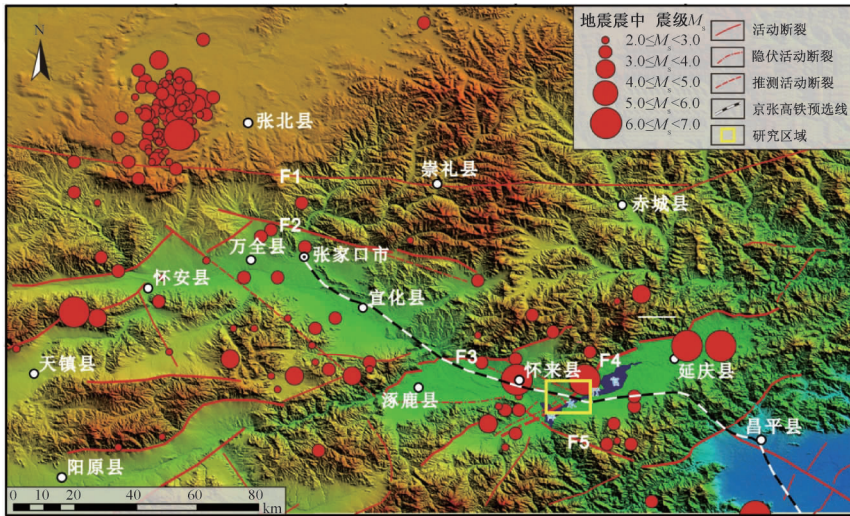 N
地震震中 震级Ms
2.0≤Ms<3.0
3.0≤Ms<4.0
4.0≤Ms<5.0
5.0≤Ms<6.0
6.0≤Ms<7.0
活动断裂
隐伏活动断裂
推测活动断裂
京张高铁预选线
研究区域
张北县
F1
崇礼县
赤城县
F2
万全县
张家口市
怀安县
宣化县
天镇县
F3
怀来县
F4
延庆县
涿鹿县
昌平县
F5
阳原县
0 10 20 40 60 80
km